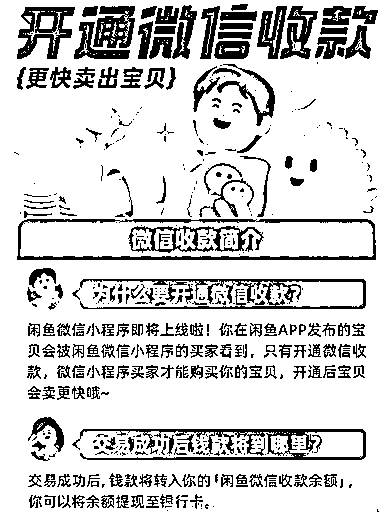 开通微信收款
{更快卖出宝贝}
微信收款简介
为什么要开通微信收款?
闲鱼微信小程序即将上线啦！你在闲鱼APP发布的宝
贝会被闲鱼微信小程序的买家看到，只有开通微信收
款，微信小程序买家才能购买你的宝贝，开通后宝贝
会卖更快哦~
交易成功后钱款将到哪里?
交易成功后，钱款将转入你的「闲鱼微信收款余额」，
你可以将余额提现至银行卡。